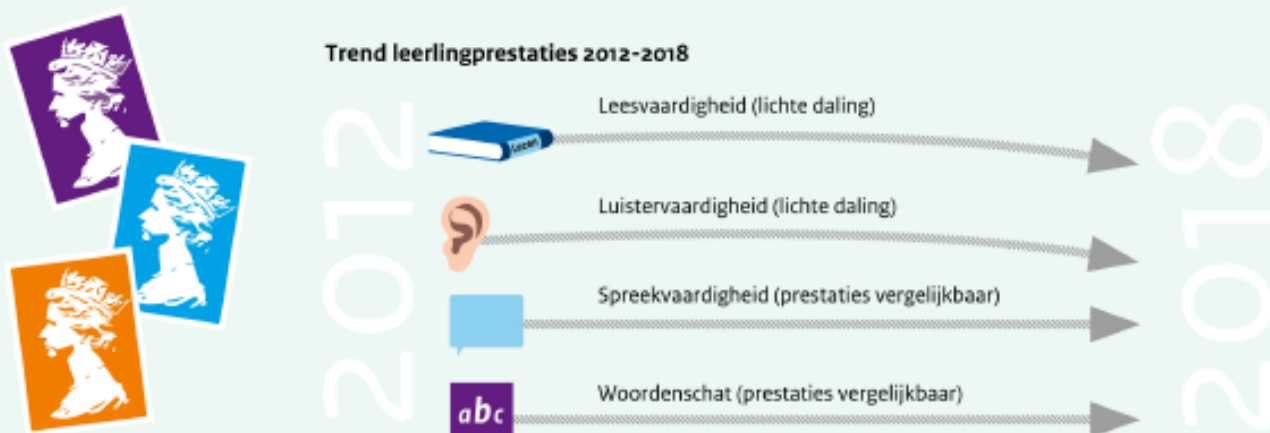 Trend leerlingprestaties 2012-2018
2012
2018
Leesvaardigheid (lichte daling)
Lezen
Luistervaardigheid (lichte daling)
Spreekvaardigheid (prestaties vergelijkbaar)
Woordenschat (prestaties vergelijkbaar)
abc